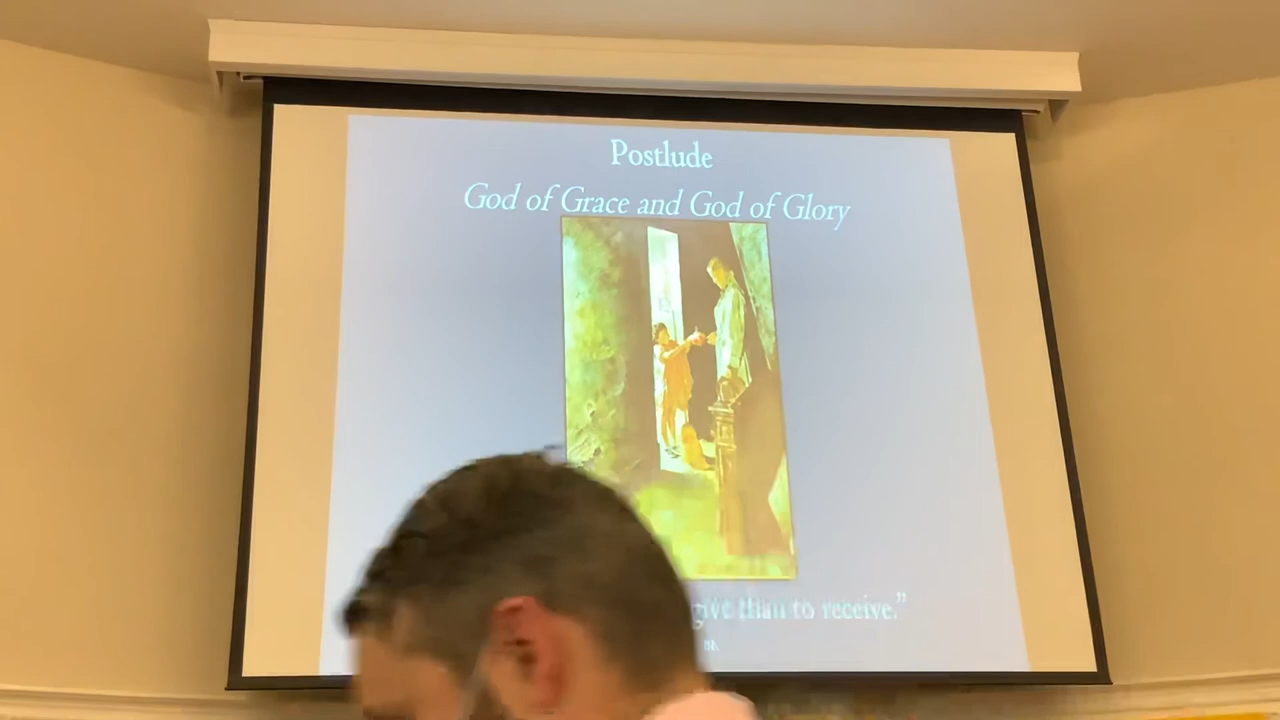 Postlude
God of Grace and God of Glory
give than to receive.”